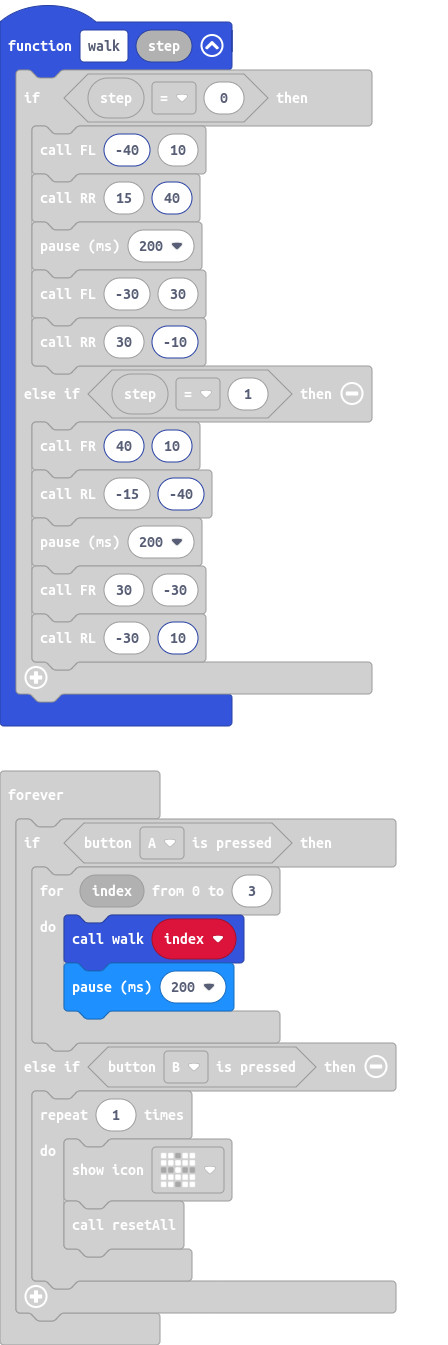 function walk step
if step = 0 then
call FL -40 10
call RR 15 40
pause (ms) 200
call FL -30 30
call RR 30 -10
else if step = 1 then
call FR 40 10
call RL -15 -40
pause (ms) 200
call FR 30 -30
call RL -30 10
forever
if button A is pressed then
for index from 0 to 3
do
call walk index
pause (ms) 200
else if button B is pressed then
repeat 1 times
do
show icon
call resetAll